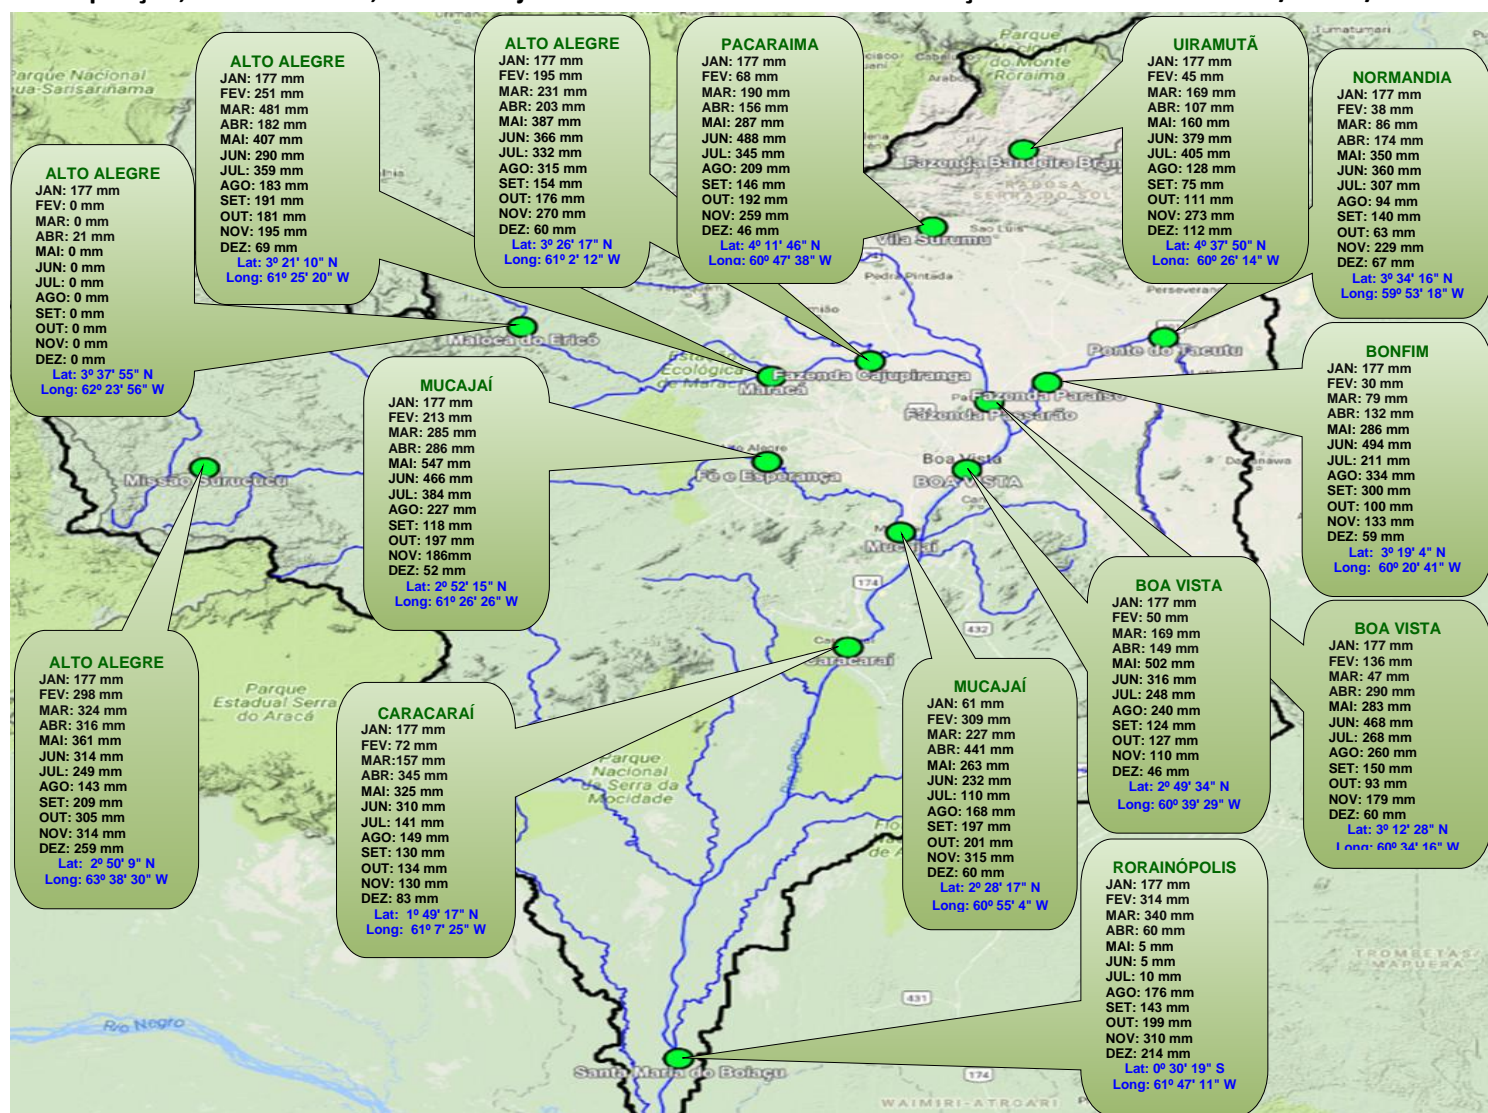 ALTO ALEGRE
JAN: 177 mm
FEV: 0 mm
MAR: 0 mm
ABR: 21 mm
MAI: 0 mm
JUN: 0 mm
JUL: 0 mm
AGO: 0 mm
SET: 0 mm
OUT: 0 mm
NOV: 0 mm
DEZ: 0 mm
Lat: 3º 37' 55" N
Long: 62º 23' 56" W
ALTO ALEGRE
JAN: 177 mm
FEV: 251 mm
MAR: 481 mm
ABR: 182 mm
MAI: 407 mm
JUN: 290 mm
JUL: 359 mm
AGO: 183 mm
SET: 191 mm
OUT: 181 mm
NOV: 195 mm
DEZ: 69 mm
Lat: 3º 21' 10" N
Long: 61º 25' 20" W
ALTO ALEGRE
JAN: 177 mm
FEV: 195 mm
MAR: 231 mm
ABR: 203 mm
MAI: 387 mm
JUN: 366 mm
JUL: 332 mm
AGO: 315 mm
SET: 154 mm
OUT: 176 mm
NOV: 270 mm
DEZ: 60 mm
Lat: 3º 26' 17" N
Long: 61º 2' 12" W
PACARAIMA
JAN: 177 mm
FEV: 68 mm
MAR: 190 mm
ABR: 156 mm
MAI: 287 mm
JUN: 488 mm
JUL: 345 mm
AGO: 209 mm
SET: 146 mm
OUT: 192 mm
NOV: 259 mm
DEZ: 46 mm
Lat: 4º 11' 46" N
Long: 60º 47' 38" W
UIRAMUTÃ
JAN: 177 mm
FEV: 45 mm
MAR: 169 mm
ABR: 107 mm
MAI: 160 mm
JUN: 379 mm
JUL: 405 mm
AGO: 128 mm
SET: 75 mm
OUT: 111 mm
NOV: 273 mm
DEZ: 112 mm
Lat: 4º 37' 50" N
Long: 60º 26' 14" W
NORMANDIA
JAN: 177 mm
FEV: 38 mm
MAR: 86 mm
ABR: 174 mm
MAI: 350 mm
JUN: 360 mm
JUL: 307 mm
AGO: 94 mm
SET: 140 mm
OUT: 63 mm
NOV: 229 mm
DEZ: 67 mm
Lat: 3º 34' 16" N
Long: 59º 53' 18" W
MUCAJAÍ
JAN: 177 mm
FEV: 213 mm
MAR: 285 mm
ABR: 286 mm
MAI: 547 mm
JUN: 466 mm
JUL: 384 mm
AGO: 227 mm
SET: 118 mm
OUT: 197 mm
NOV: 186mm
DEZ: 52 mm
Lat: 2º 52' 15" N
Long: 61º 26' 26" W
BONFIM
JAN: 177 mm
FEV: 30 mm
MAR: 79 mm
ABR: 132 mm
MAI: 286 mm
JUN: 494 mm
JUL: 211 mm
AGO: 334 mm
SET: 300 mm
OUT: 100 mm
NOV: 133 mm
DEZ: 59 mm
Lat: 3º 19' 4" N
Long: 60º 20' 41" W
ALTO ALEGRE
JAN: 177 mm
FEV: 298 mm
MAR: 324 mm
ABR: 316 mm
MAI: 361 mm
JUN: 314 mm
JUL: 249 mm
AGO: 143 mm
SET: 209 mm
OUT: 305 mm
NOV: 314 mm
DEZ: 259 mm
Lat: 2º 50' 9" N
Long: 63º 38' 30" W
CARACARAÍ
JAN: 177 mm
FEV: 72 mm
MAR:157 mm
ABR: 345 mm
MAI: 325 mm
JUN: 310 mm
JUL: 141 mm
AGO: 149 mm
SET: 130 mm
OUT: 134 mm
NOV: 130 mm
DEZ: 83 mm
Lat: 1º 49' 17" N
Long: 61º 7' 25" W
MUCAJAÍ
JAN: 61 mm
FEV: 309 mm
MAR: 227 mm
ABR: 441 mm
MAI: 263 mm
JUN: 232 mm
JUL: 110 mm
AGO: 168 mm
SET: 197 mm
OUT: 201 mm
NOV: 315 mm
DEZ: 60 mm
Lat: 2º 28' 17" N
Long: 60º 55' 4" W
BOA VISTA
JAN: 177 mm
FEV: 50 mm
MAR: 169 mm
ABR: 149 mm
MAI: 502 mm
JUN: 316 mm
JUL: 248 mm
AGO: 240 mm
SET: 124 mm
OUT: 127 mm
NOV: 110 mm
DEZ: 46 mm
Lat: 2º 49' 34" N
Long: 60º 39' 29" W
BOA VISTA
JAN: 177 mm
FEV: 136 mm
MAR: 47 mm
ABR: 290 mm
MAI: 283 mm
JUN: 468 mm
JUL: 268 mm
AGO: 260 mm
SET: 150 mm
OUT: 93 mm
NOV: 179 mm
DEZ: 60 mm
Lat: 3º 12' 28" N
Long: 60º 34' 16" W
RORAINÓPOLIS
JAN: 177 mm
FEV: 314 mm
MAR: 340 mm
ABR: 60 mm
MAI: 5 mm
JUN: 5 mm
JUL: 10 mm
AGO: 176 mm
SET: 143 mm
OUT: 199 mm
NOV: 310 mm
DEZ: 214 mm
Lat: 0º 30' 19" S
Long: 61º 47' 11" W
Parque
do Monte
Roraima
Tumatumari
Parque Nacional
Fazenda Bandeira Bran
RAPOSA
SERRA DO SOL
Vila Surumu
Sao Luis
Pedra Pintada
Maloca do Ericó
Estação
Ecológica
de Maracá
Maracá
Fazenda Cajupiranga
Ponte do Tacutu
Fazenda Paraíso
Fazenda Passarão
Missão Surucucu
Alegre
Fé e Esperança
Boa Vista
BOA VISTA
Mucajaí
174
432
Caracaraí
Parque
Estadual Serra
do Aracá
Parque
Nacional
da Serra da
Mocidade
Rio Branco
Rio Negro
431
TROMBETAS/
MAPUERA
Santa Maria do Boiaçu
174
WAIMIRI-ATROARI